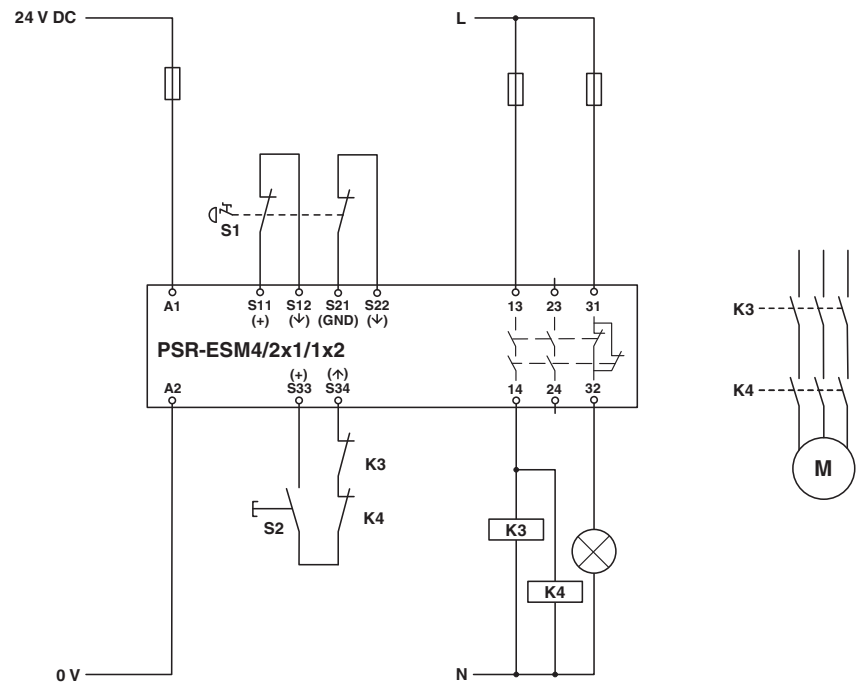 24 V DC
L
S1
A1
S11
(+)
S12
(↓)
S21
(GND)
S22
(↓)
13
23
31
PSR-ESM4/2x1/1x2
A2
(+)
S33
(↑)
S34
14
24
32
K3
K4
M
K3
K4
S2
K3
K4
0 V
N